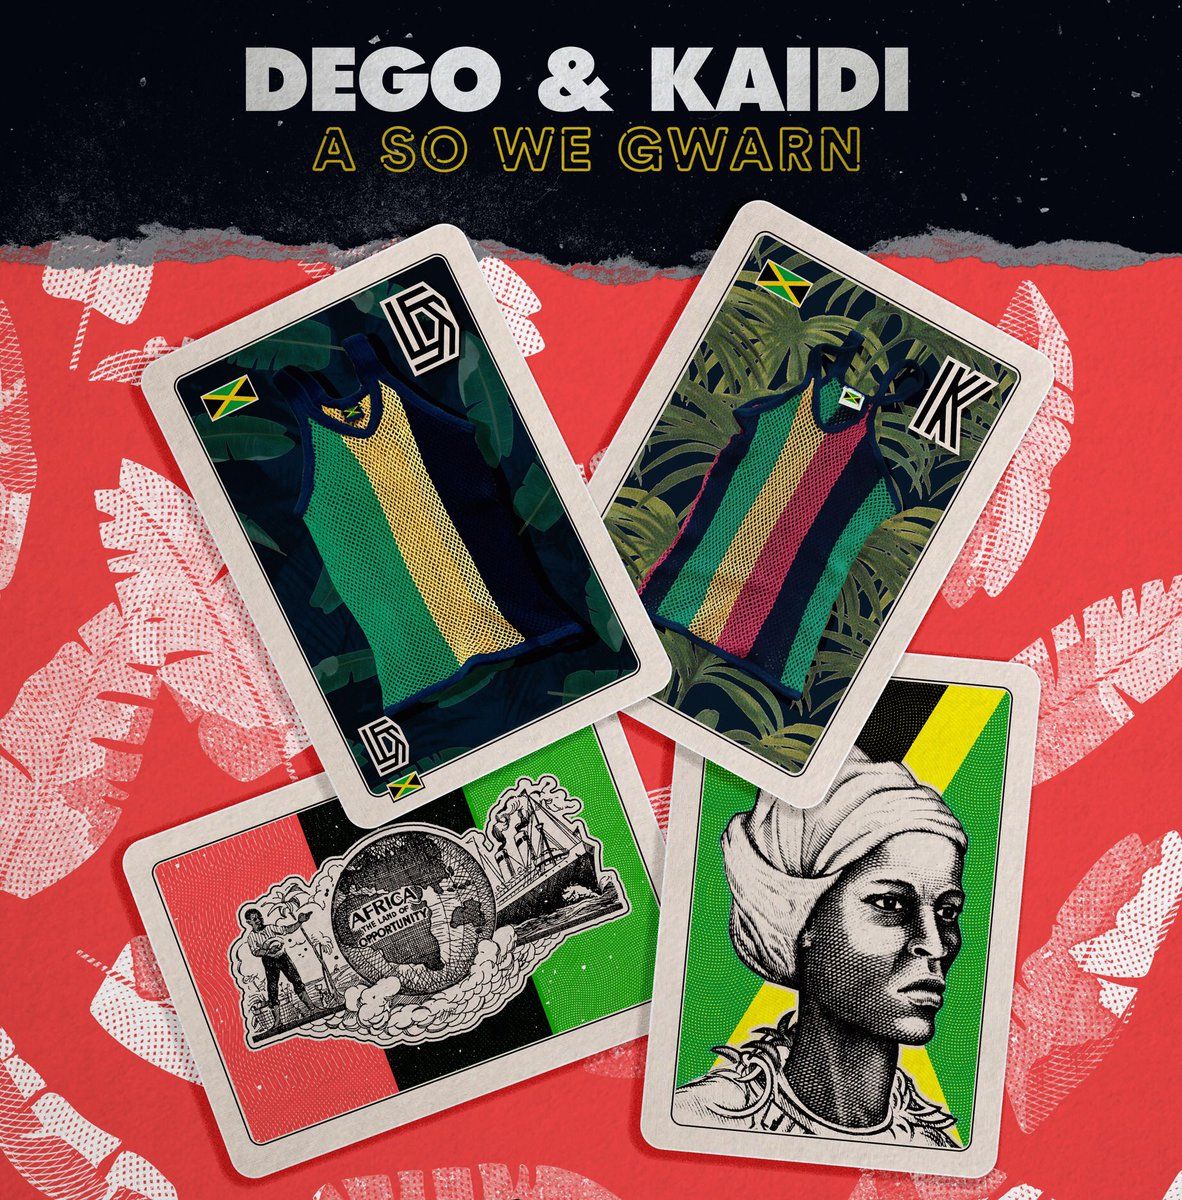 DEGO & KAIDI
A SO WE GWARN
D
K
D
AFRICA
THE LAND OF
OPPORTUNITY